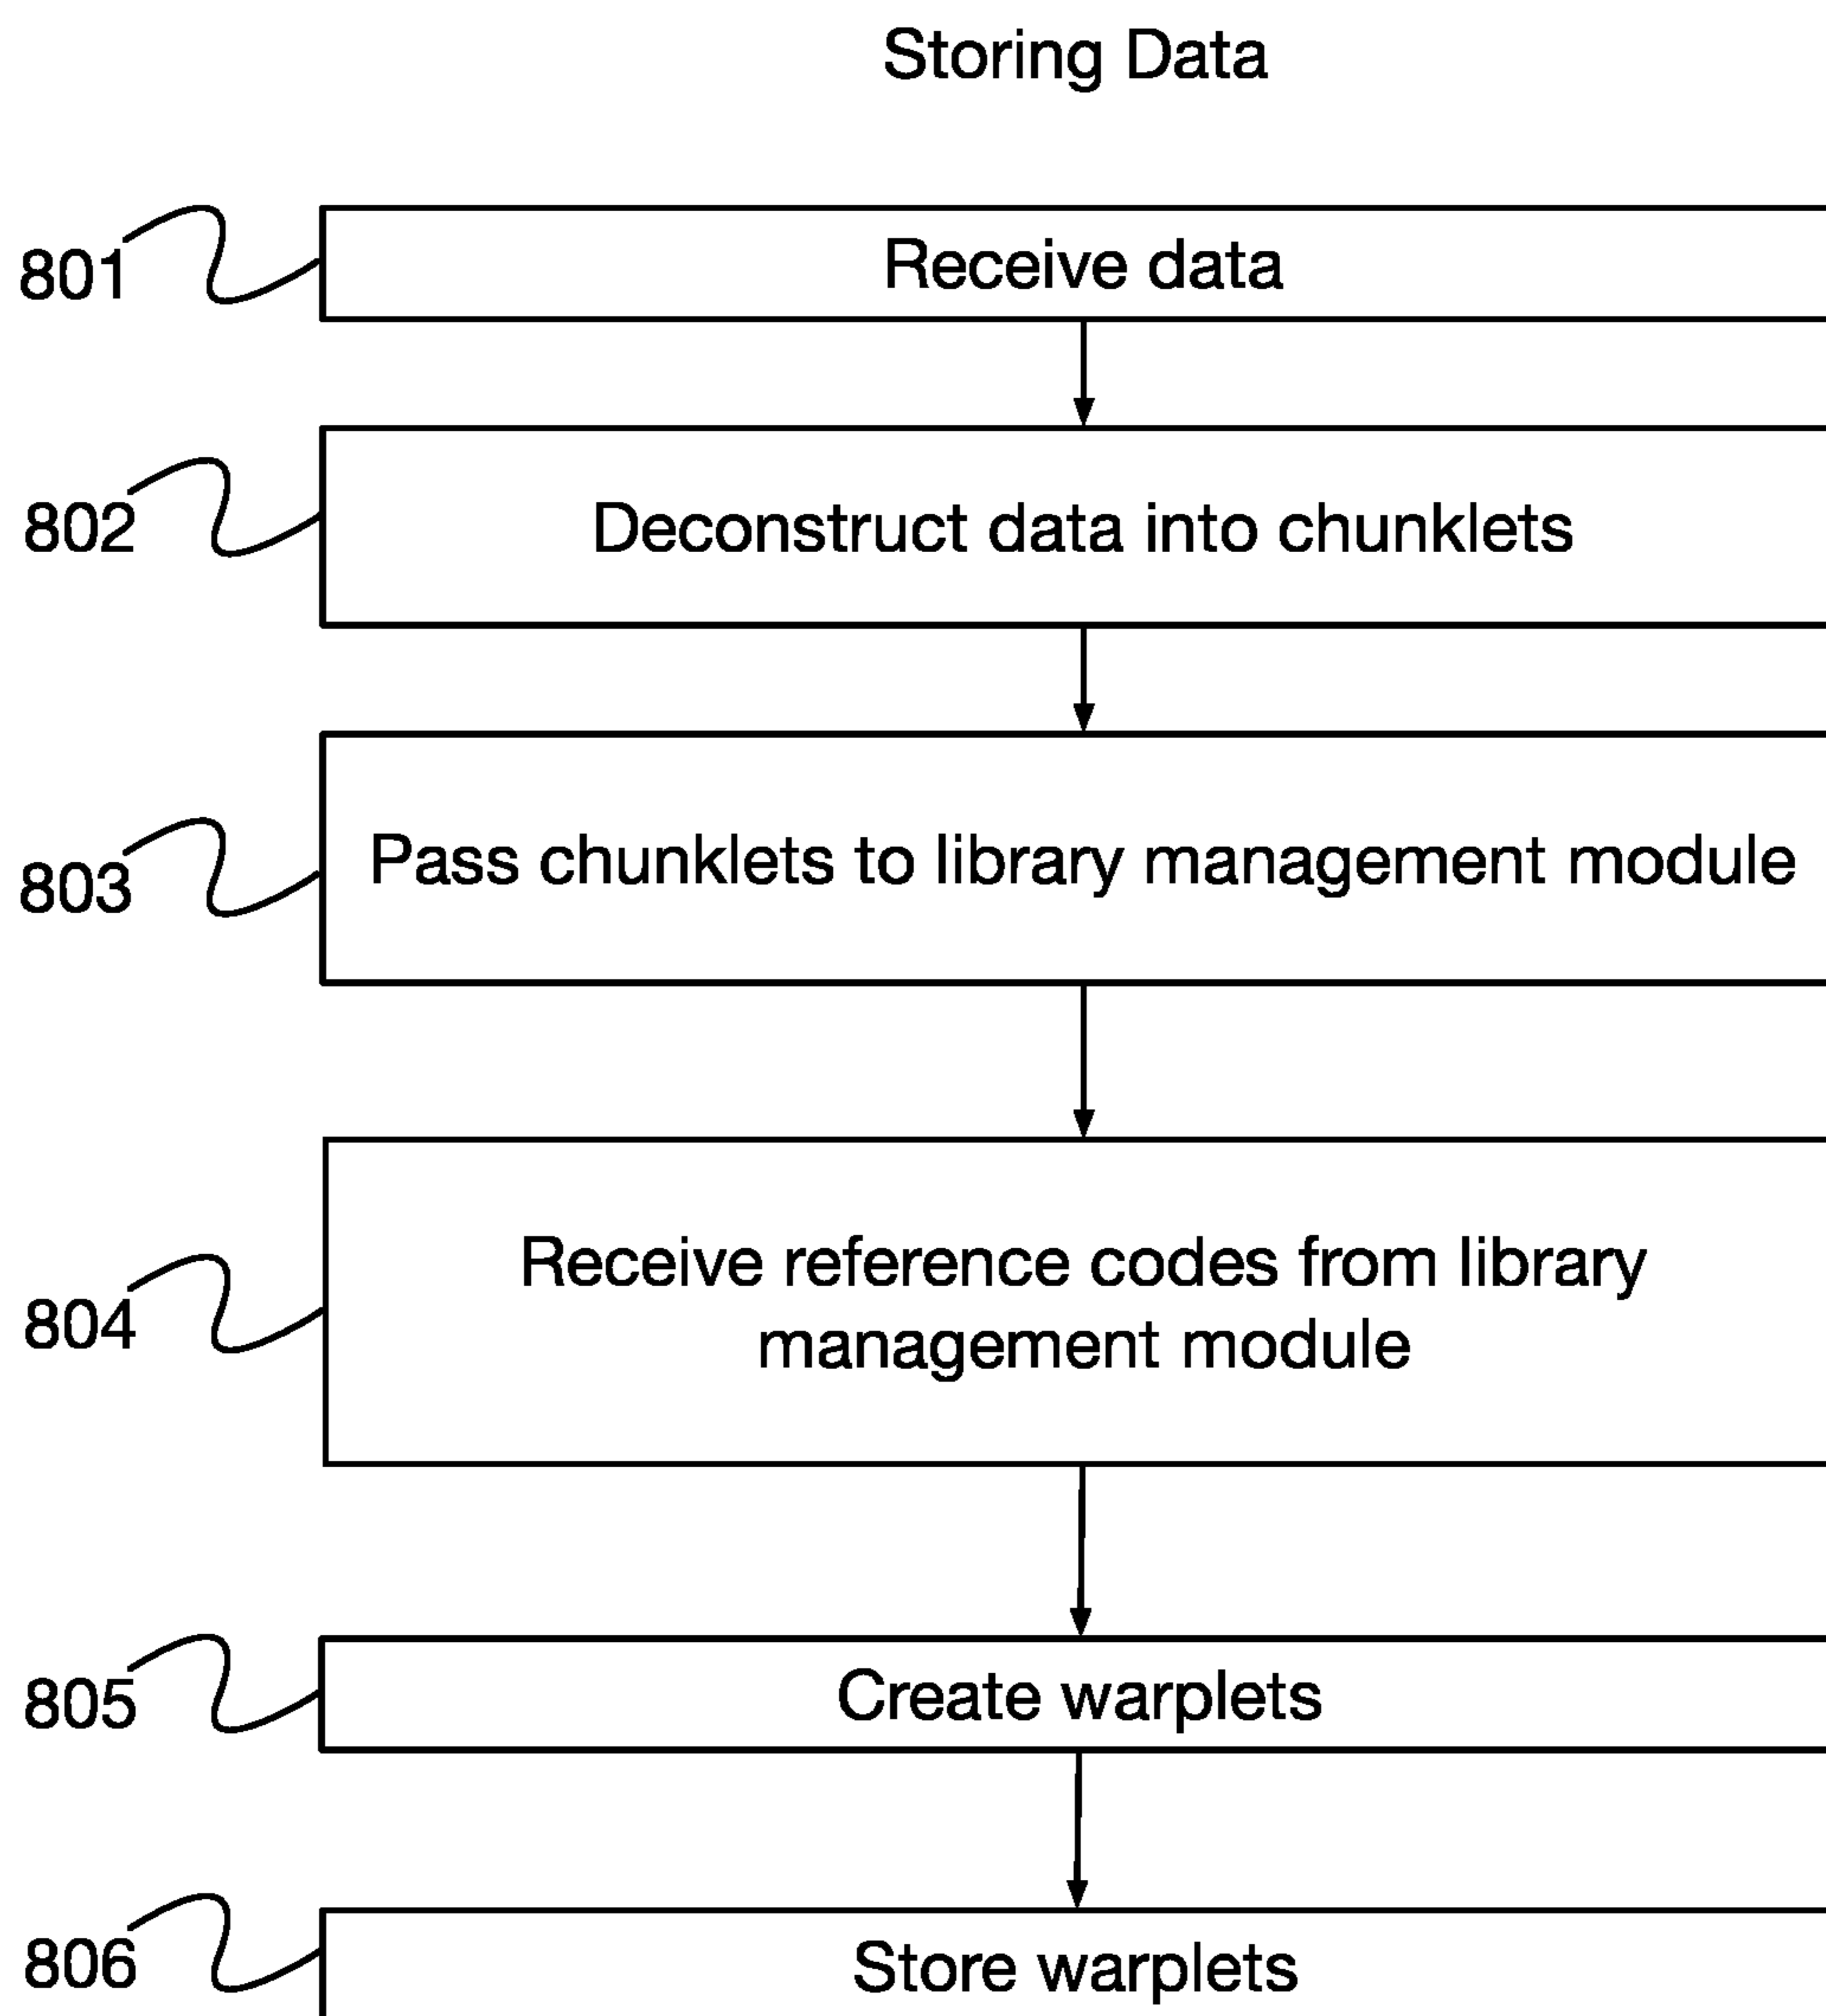 Storing Data
801
Receive data
802
Deconstruct data into chunklets
803
Pass chunklets to library management module
804
Receive reference codes from library
management module
805
Create warplets
806
Store warplets